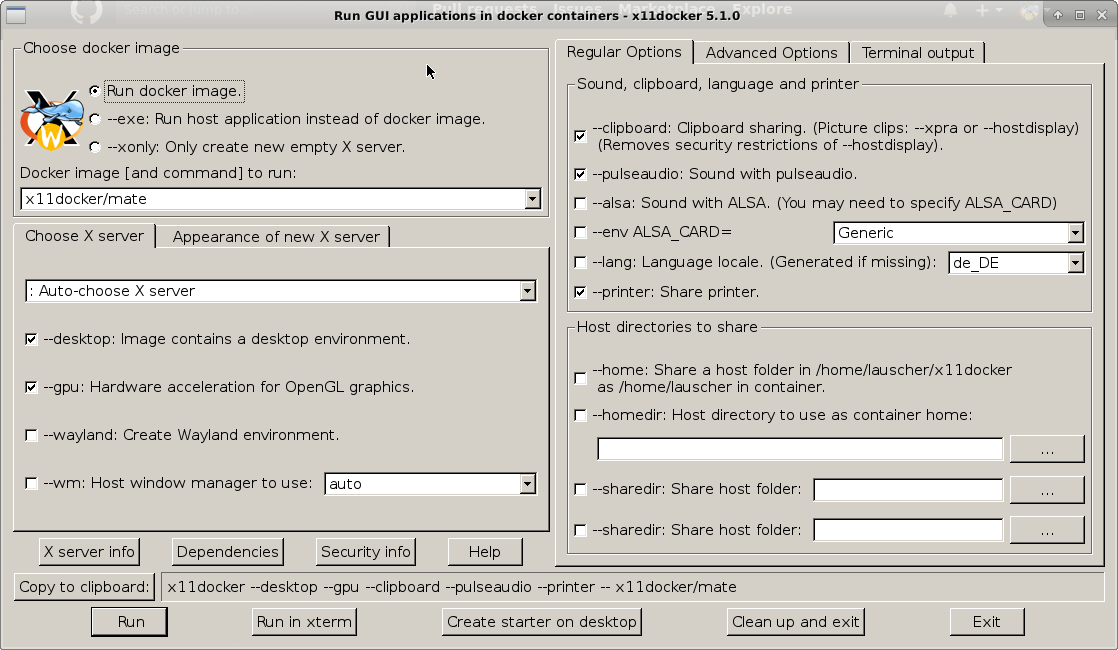 Search or jump to
Pull requests Issues Marketplace Explore
Run GUI applications in docker containers - x11docker 5.1.0
Choose docker image
Run docker image.
--exe: Run host application instead of docker image.
--xonly: Only create new empty X server.
Docker image [and command] to run:
x11docker/mate
Choose X server
Appearance of new X server
: Auto-choose X server
--desktop: Image contains a desktop environment.
--gpu: Hardware acceleration for OpenGL graphics.
--wayland: Create Wayland environment.
--wm: Host window manager to use:
auto
X server info
Dependencies
Security info
Help
Regular Options
Advanced Options
Terminal output
Sound, clipboard, language and printer
--clipboard: Clipboard sharing. (Picture clips: --xpra or --hostdisplay)
(Removes security restrictions of --hostdisplay).
--pulseaudio: Sound with pulseaudio.
--alsa: Sound with ALSA. (You may need to specify ALSA_CARD)
--env ALSA_CARD=
Generic
--lang: Language locale. (Generated if missing):
de_DE
--printer: Share printer.
Host directories to share
--home: Share a host folder in /home/lauscher/x11docker
as /home/lauscher in container.
--homedir: Host directory to use as container home:
...
--sharedir: Share host folder:
...
--sharedir: Share host folder:
...
Copy to clipboard:
x11docker --desktop --gpu --clipboard --pulseaudio --printer -- x11docker/mate
Run
Run in xterm
Create starter on desktop
Clean up and exit
Exit